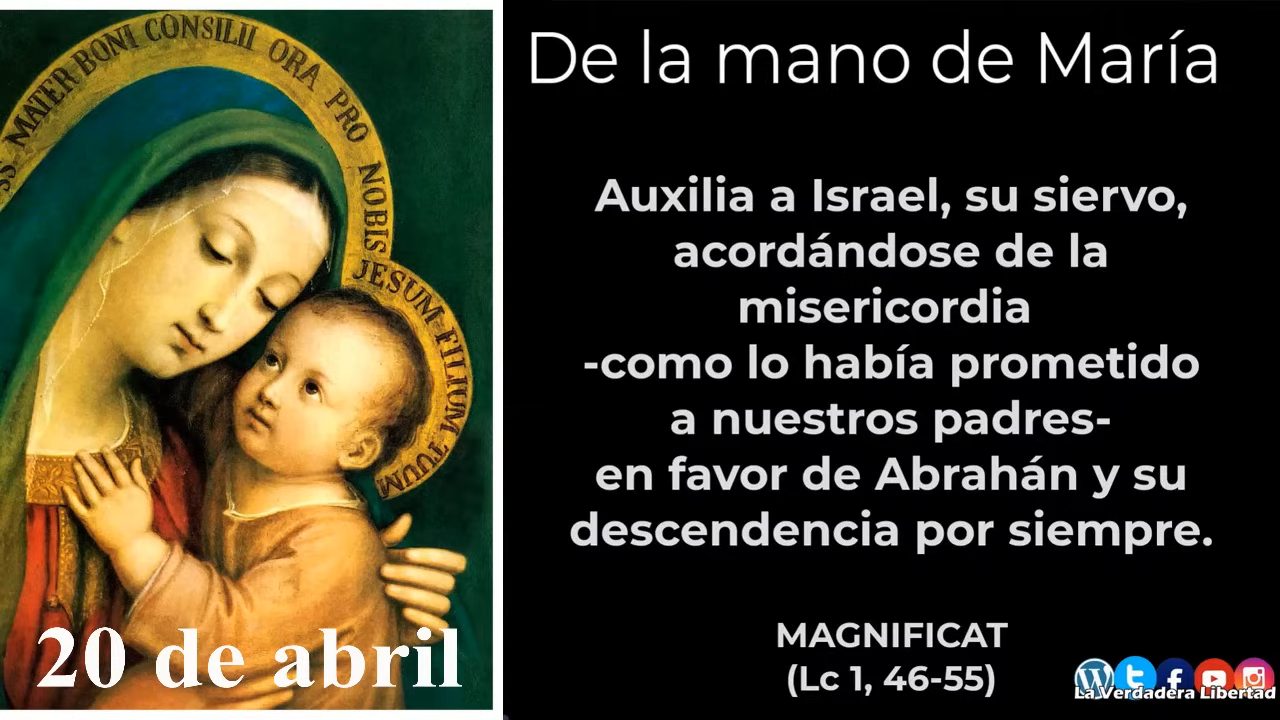 SS MATER BONI CONSILII ORA PRO NOBIS
JESUM FILIUM TUUM
20 de abril
De la mano de María
Auxilia a Israel, su siervo,
acordándose de la
misericordia
-como lo había prometido
a nuestros padres-
en favor de Abrahán y su
descendencia por siempre.
MAGNIFICAT
(Lc 1, 46-55)
La Verdadera Libertad